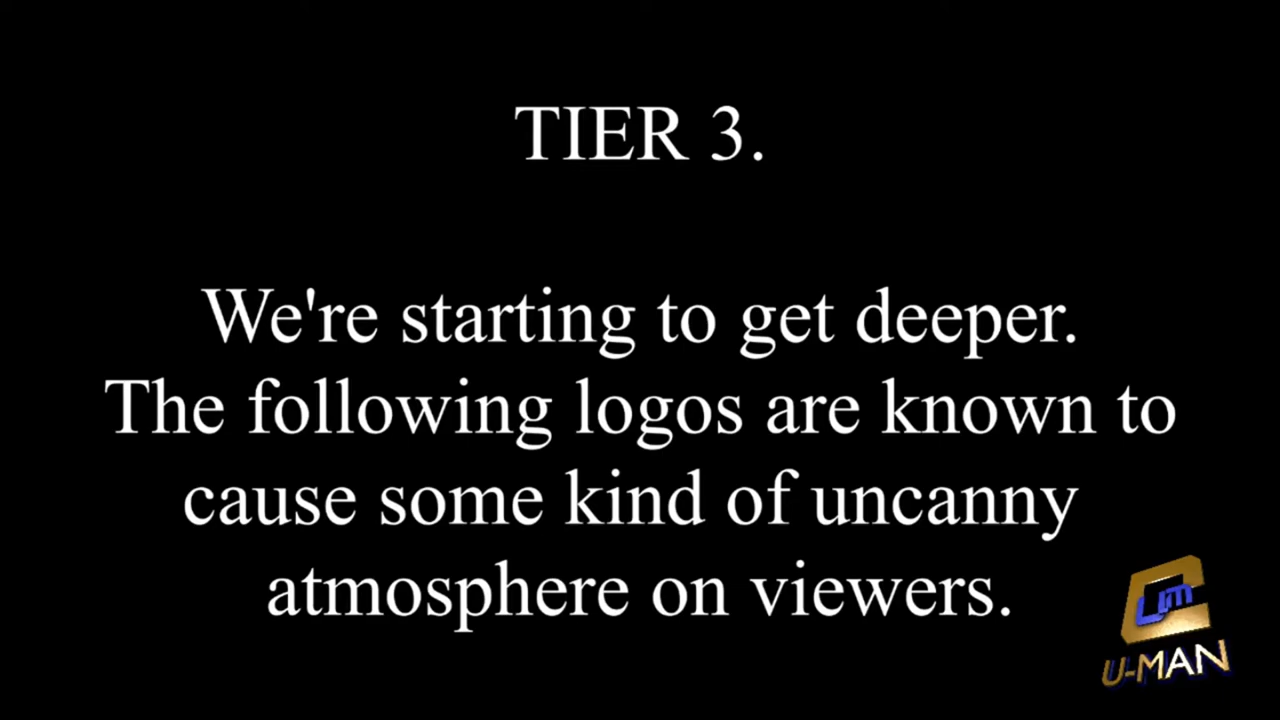 TIER 3.
We're starting to get deeper.
The following logos are known to
cause some kind of uncanny
atmosphere on viewers.
um
U-MAN